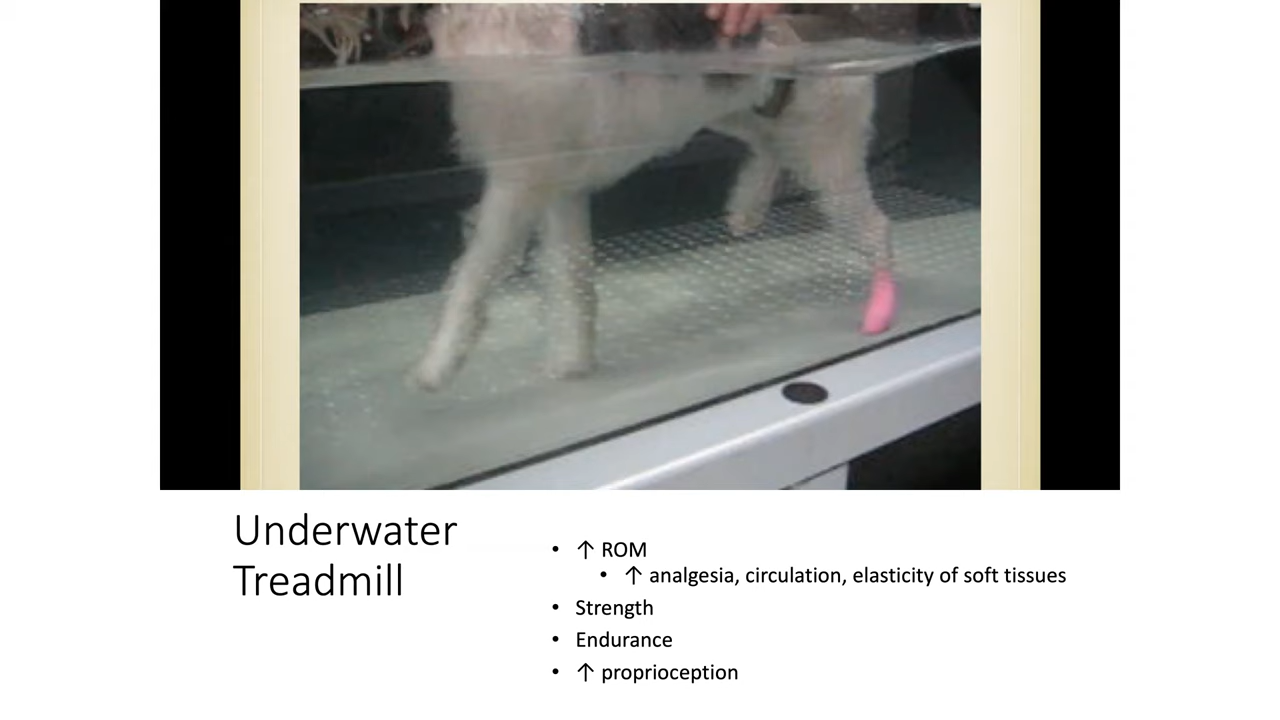 Underwater
Treadmill
• ↑ ROM
• ↑ analgesia, circulation, elasticity of soft tissues
• Strength
• Endurance
• ↑ proprioception